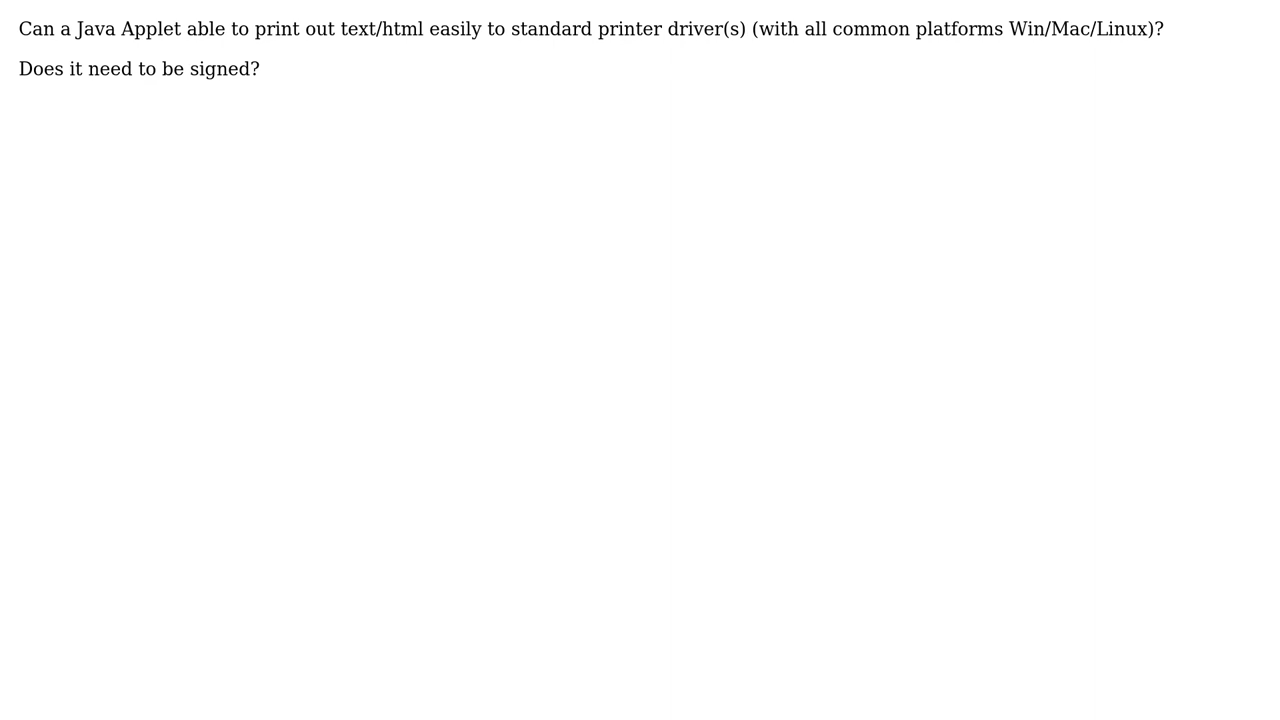 Can a Java Applet able to print out text/html easily to standard printer driver(s) (with all common platforms Win/Mac/Linux)?
Does it need to be signed?